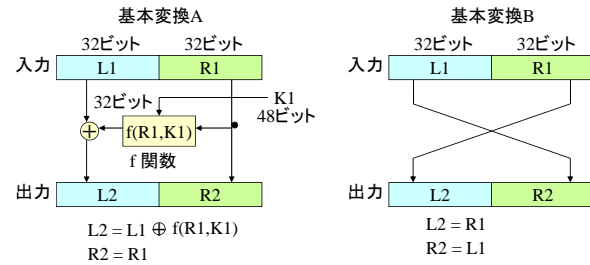 基本変換A
32ビット 32ビット
入力 L1 R1
32ビット
K1
48ビット
f(R1,K1)
f 関数
出力 L2 R2
L2 = L1 ⊕ f(R1,K1)
R2 = R1
基本変換B
32ビット 32ビット
入力 L1 R1
出力 L2 R2
L2 = R1
R2 = L1